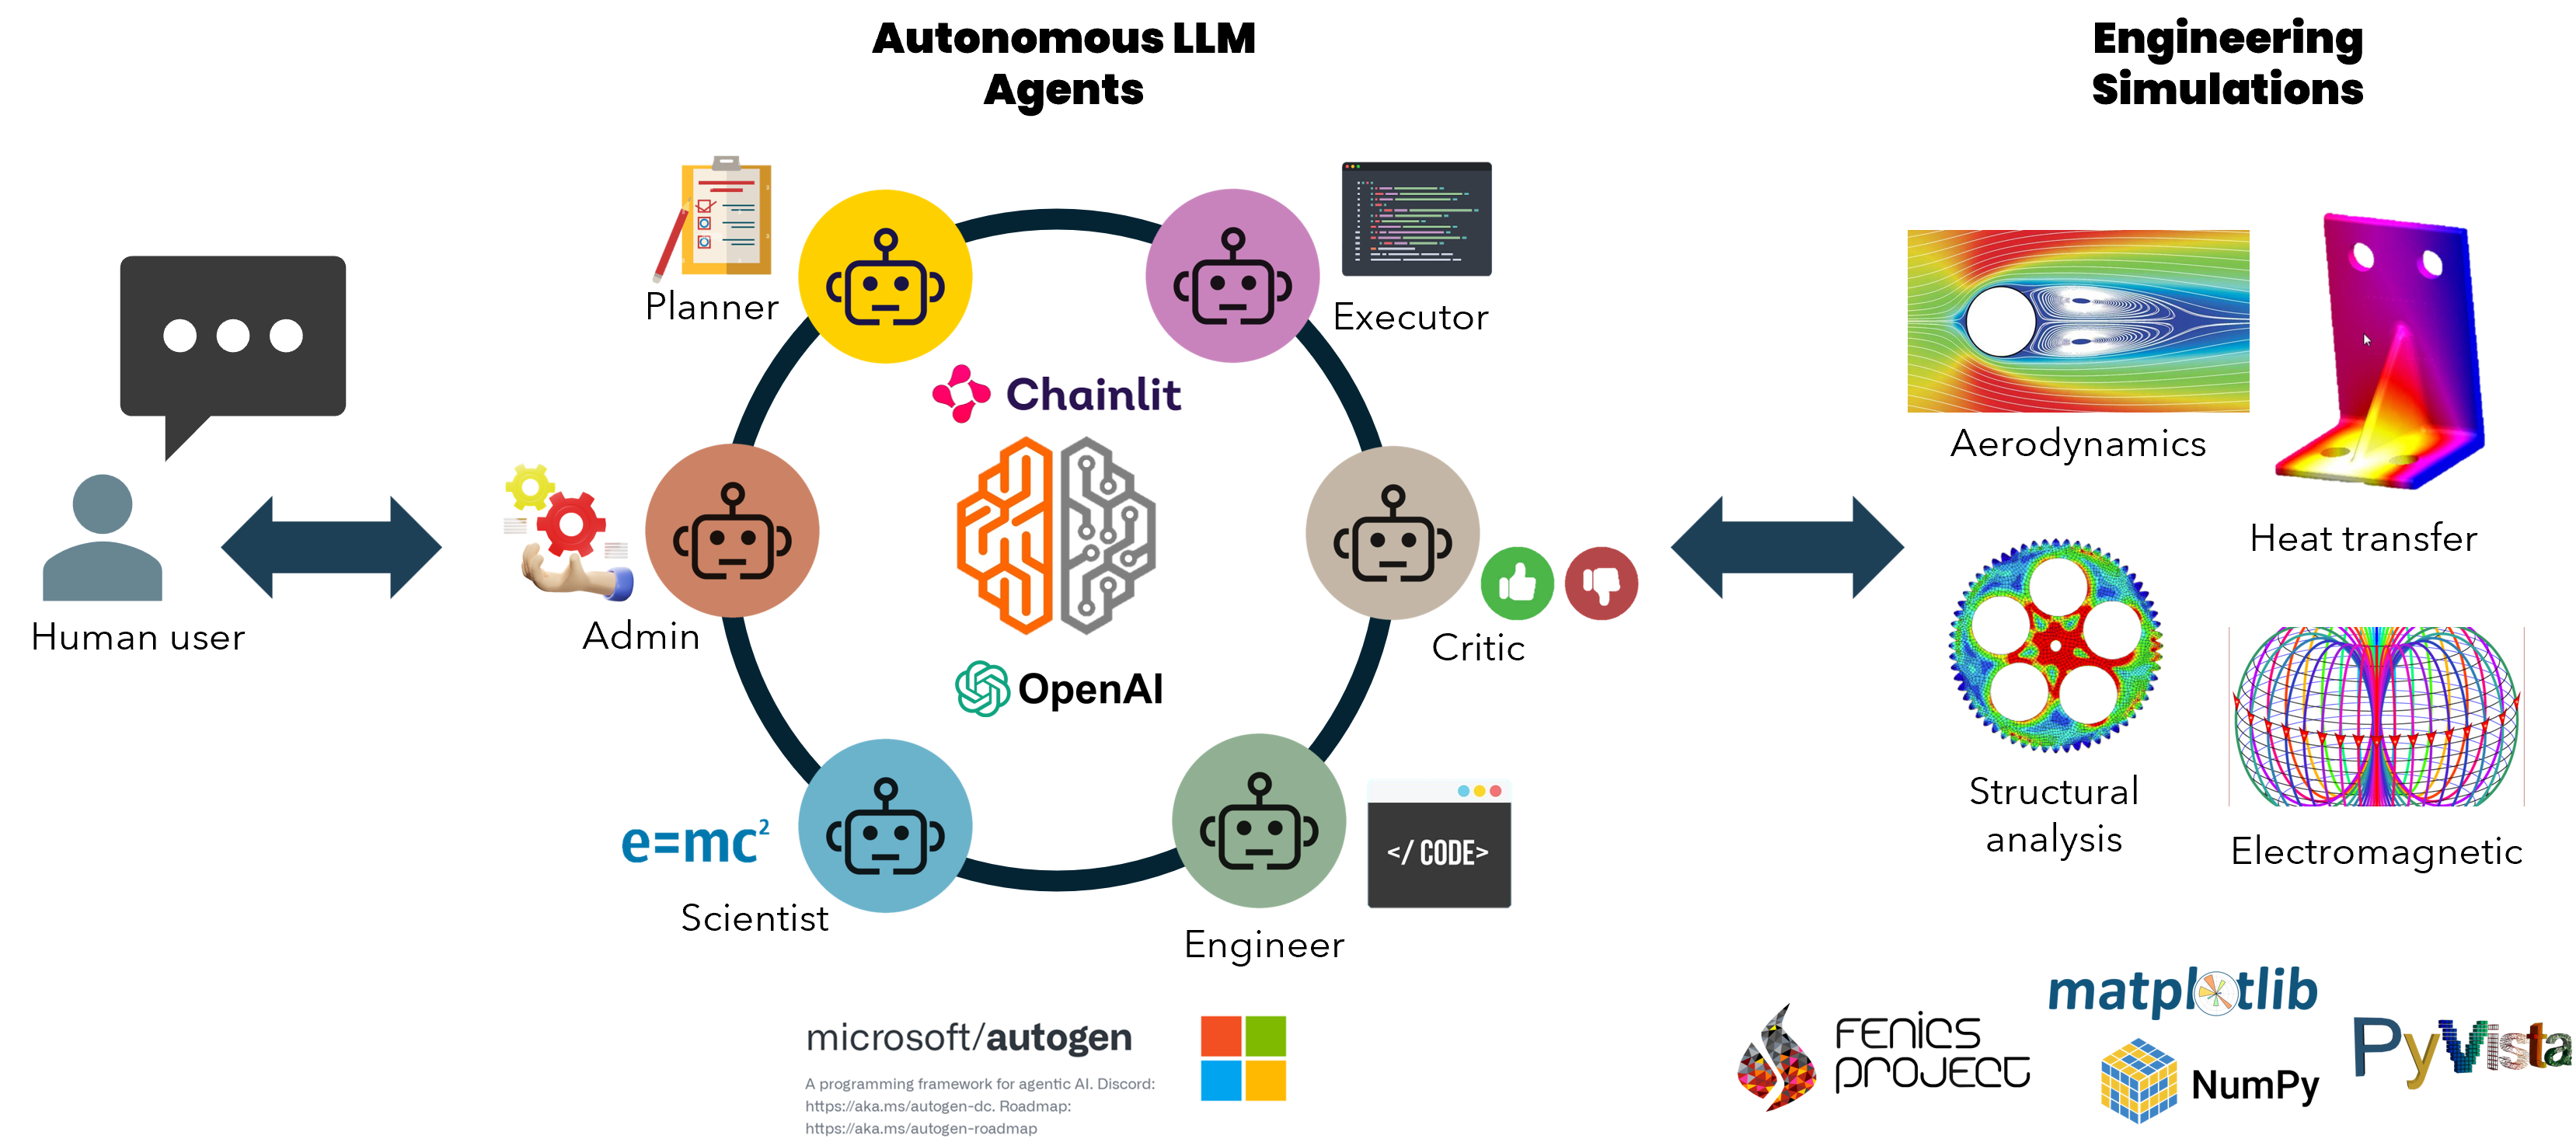 Autonomous LLM
Agents
Engineering
Simulations
Planner
Executor
Chainlit
Aerodynamics
Heat transfer
Human user
Admin
Critic
OpenAI
Structural
analysis
Electromagnetic
e=mc²
</ CODE>
Scientist
Engineer
microsoft/autogen
A programming framework for agentic AI. Discord:
https://aka.ms/autogen-dc. Roadmap:
https://aka.ms/autogen-roadmap
FENICS
PROJECT
matplotlib
NumPy
PyVista